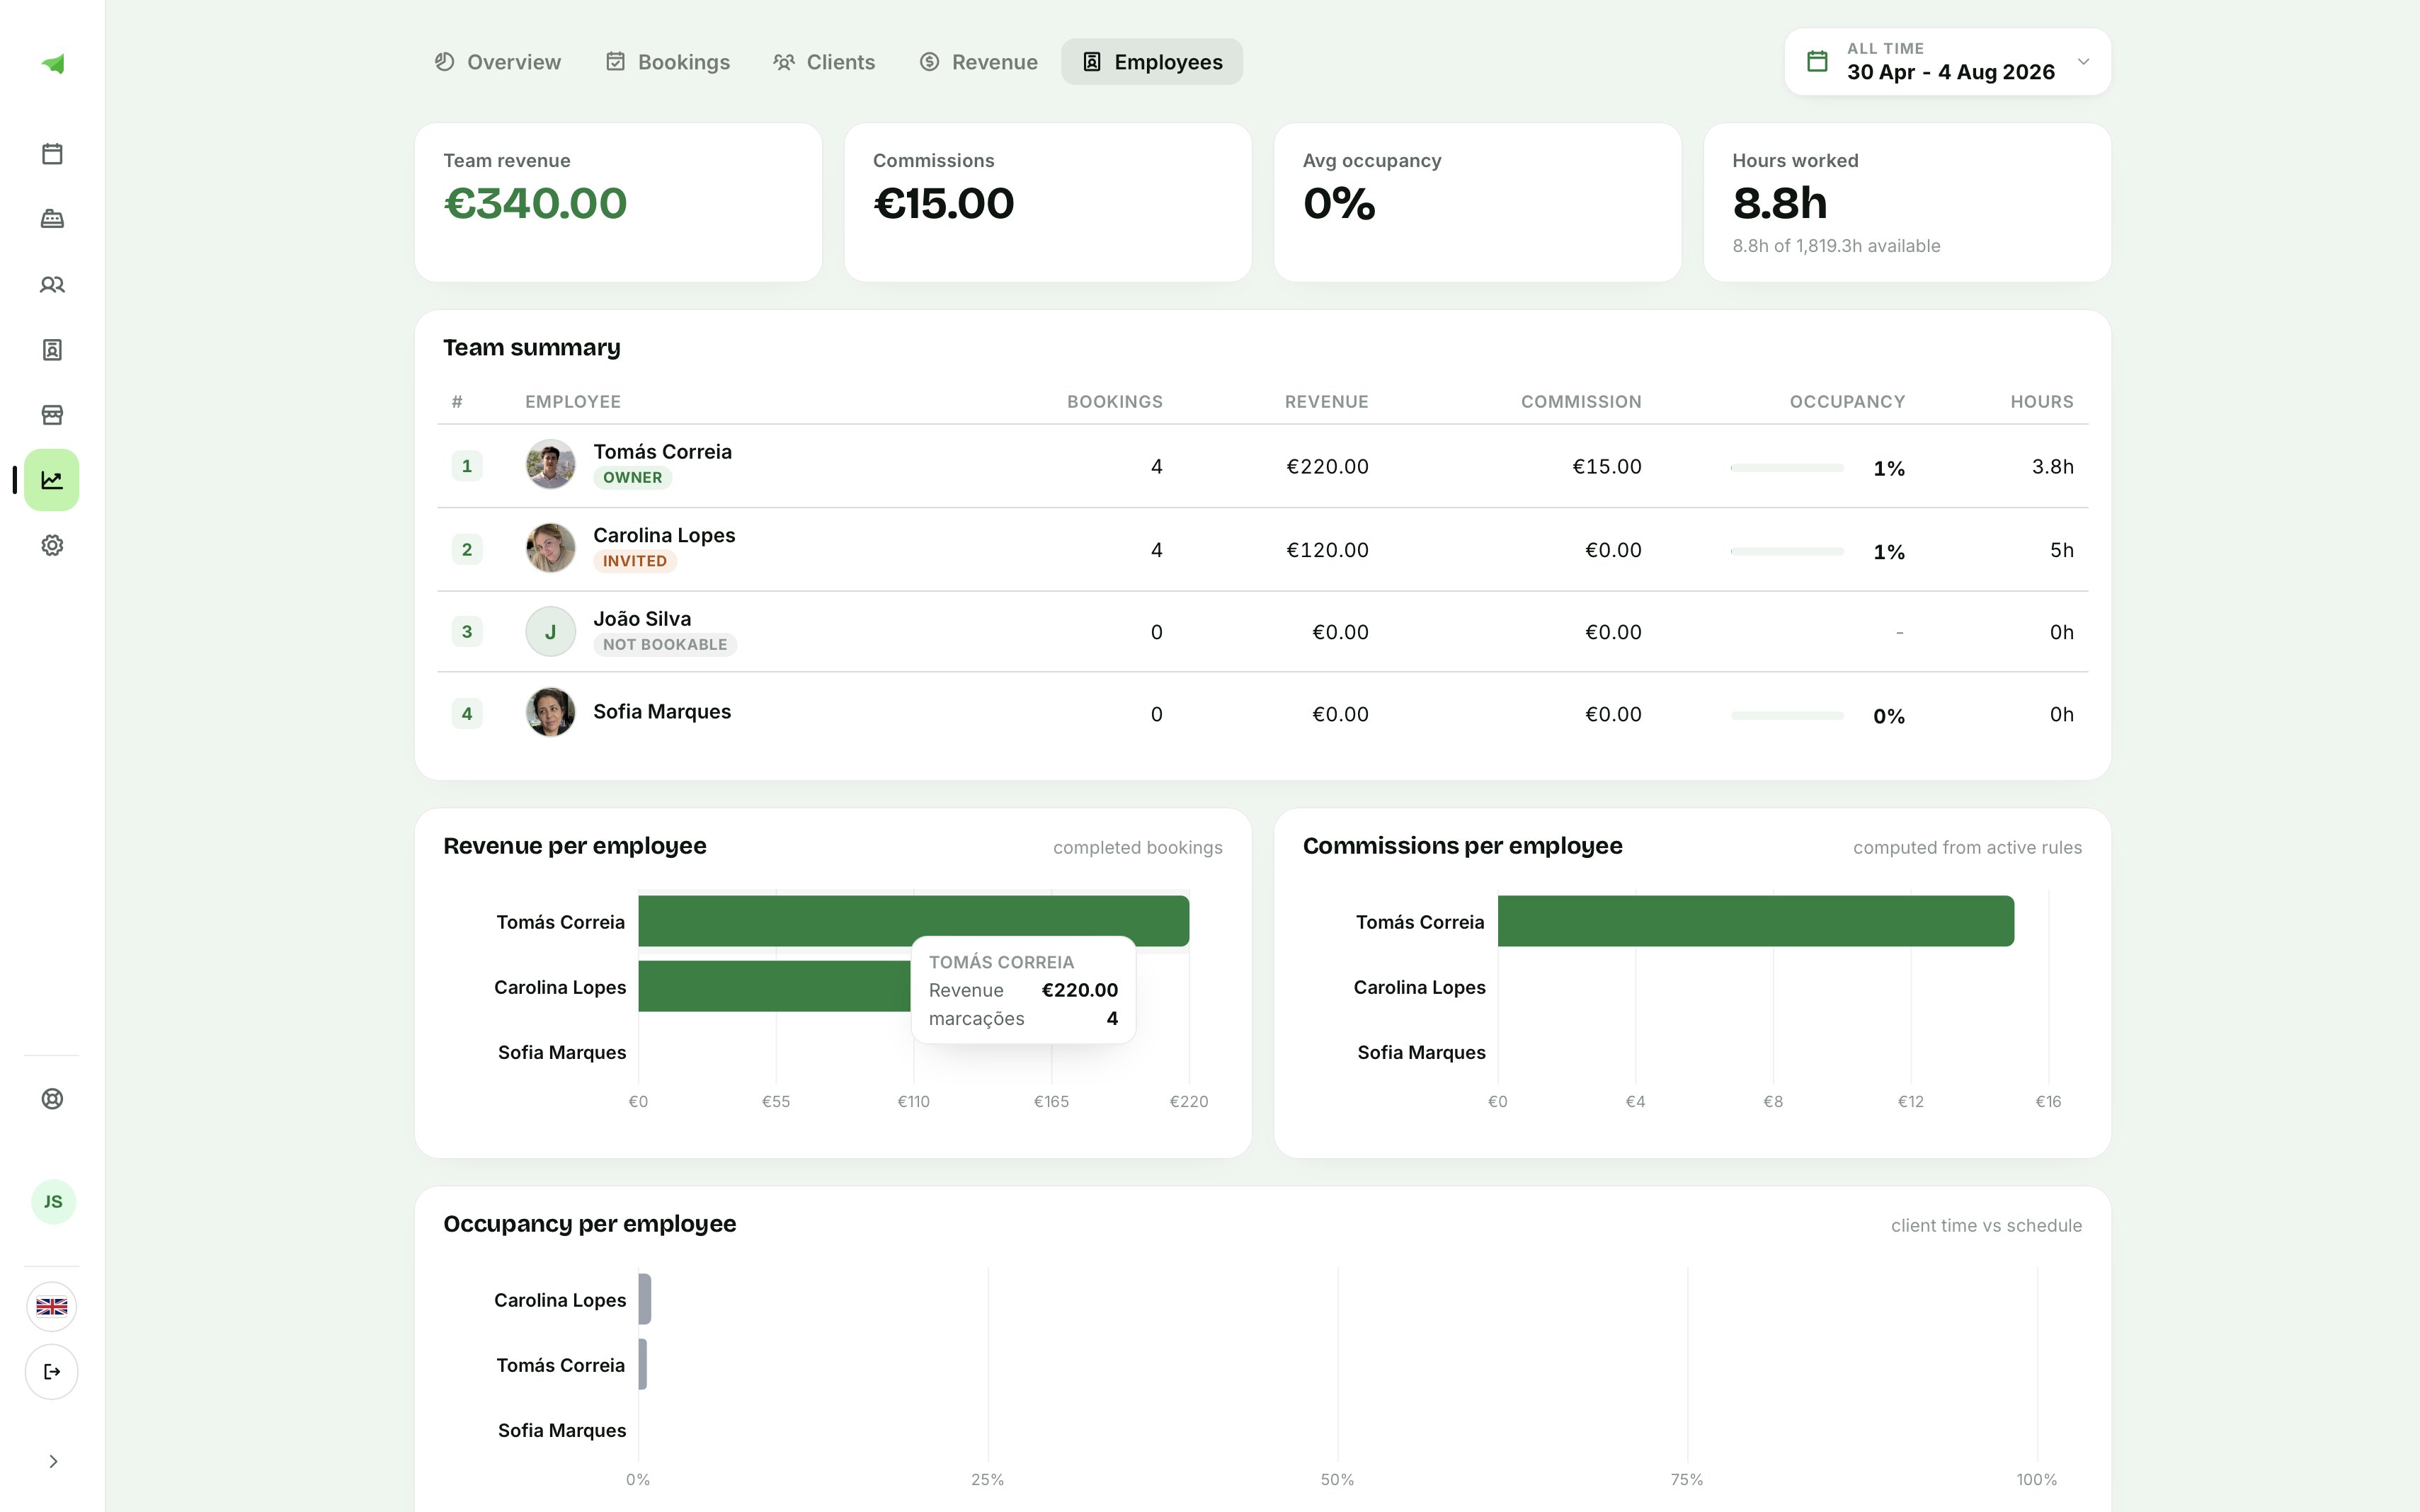 Overview
Bookings
Clients
Revenue
Employees
ALL TIME
30 Apr - 4 Aug 2026
Team revenue
€340.00
Commissions
€15.00
Avg occupancy
0%
Hours worked
8.8h
8.8h of 1,819.3h available
Team summary
# EMPLOYEE BOOKINGS REVENUE COMMISSION OCCUPANCY HOURS
1 Tomás Correia 4 €220.00 €15.00 1% 3.8h
OWNER
2 Carolina Lopes 4 €120.00 €0.00 1% 5h
INVITED
3 João Silva 0 €0.00 €0.00 - 0h
J
NOT BOOKABLE
4 Sofia Marques 0 €0.00 €0.00 0% 0h
Revenue per employee
completed bookings
Tomás Correia
Carolina Lopes
Sofia Marques
TOMÁS CORREIA
Revenue €220.00
marcações 4
€0 €55 €110 €165 €220
Commissions per employee
computed from active rules
Tomás Correia
Carolina Lopes
Sofia Marques
€0 €4 €8 €12 €16
JS
Occupancy per employee
client time vs schedule
Carolina Lopes
Tomás Correia
Sofia Marques
0% 25% 50% 75% 100%